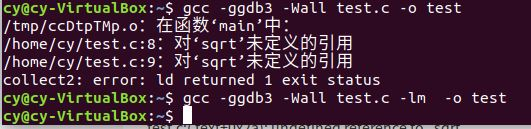 cy@cy-VirtualBox:~$ gcc -ggdb3 -Wall test.c -o test
/tmp/ccDtpTMp.o：在函数‘main’中：
/home/cy/test.c:8：对‘sqrt’未定义的引用
/home/cy/test.c:9：对‘sqrt’未定义的引用
collect2: error: ld returned 1 exit status
cy@cy-VirtualBox:~$ gcc -ggdb3 -Wall test.c -lm  -o test
cy@cy-VirtualBox:~$